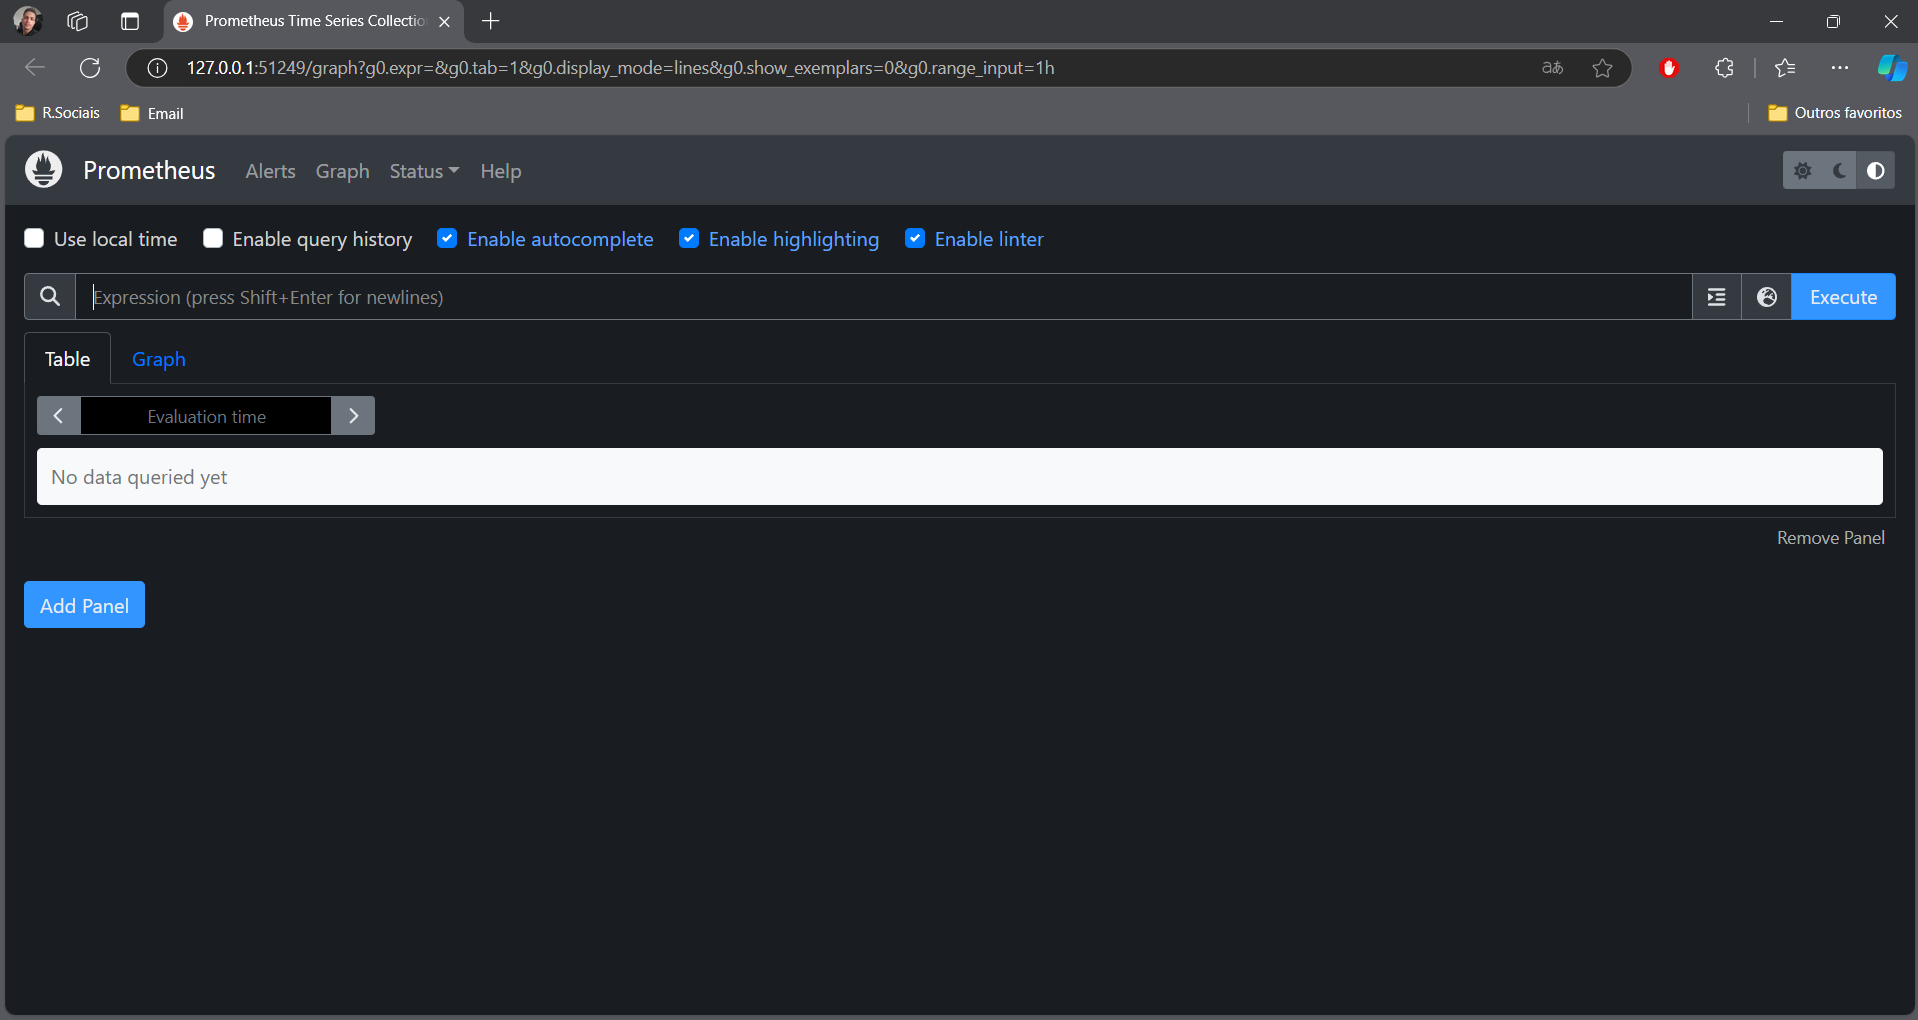 Prometheus Time Series Collectio
127.0.0.1:51249/graph?g0.expr=&g0.tab=1&g0.display_mode=lines&g0.show_exemplars=0&g0.range_input=1h
aあ
R.Sociais Email Outros favoritos
Prometheus Alerts Graph Status Help
Use local time Enable query history Enable autocomplete Enable highlighting Enable linter
Expression (press Shift+Enter for newlines) Execute
Table Graph
Evaluation time
No data queried yet
Remove Panel
Add Panel